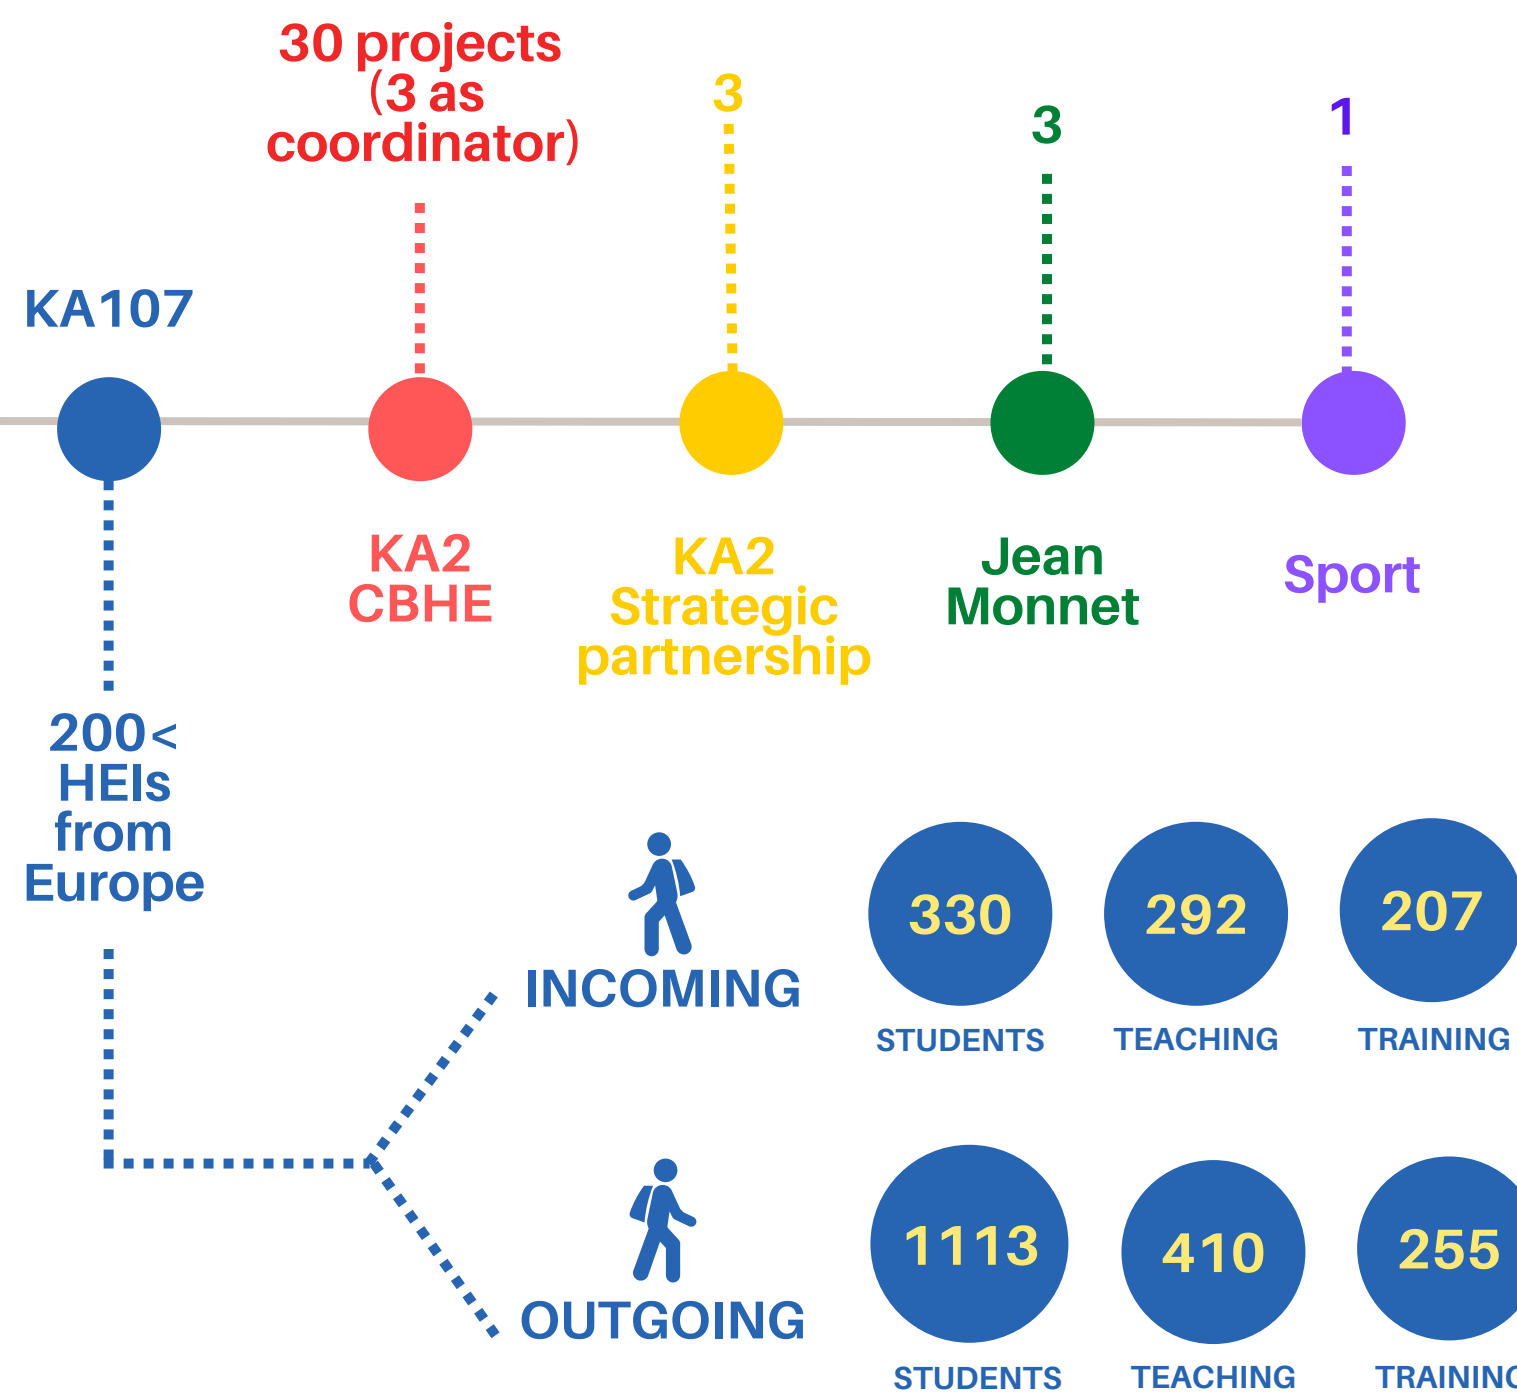 30 projects
(3 as
coordinator)
3
3
1
KA107
KA2
CBHE
KA2
Strategic
partnership
Jean
Monnet
Sport
200<
HEIs
from
Europe
INCOMING
330
292
207
STUDENTS
TEACHING
TRAINING
OUTGOING
1113
410
255
STUDENTS
TEACHING
TRAINING